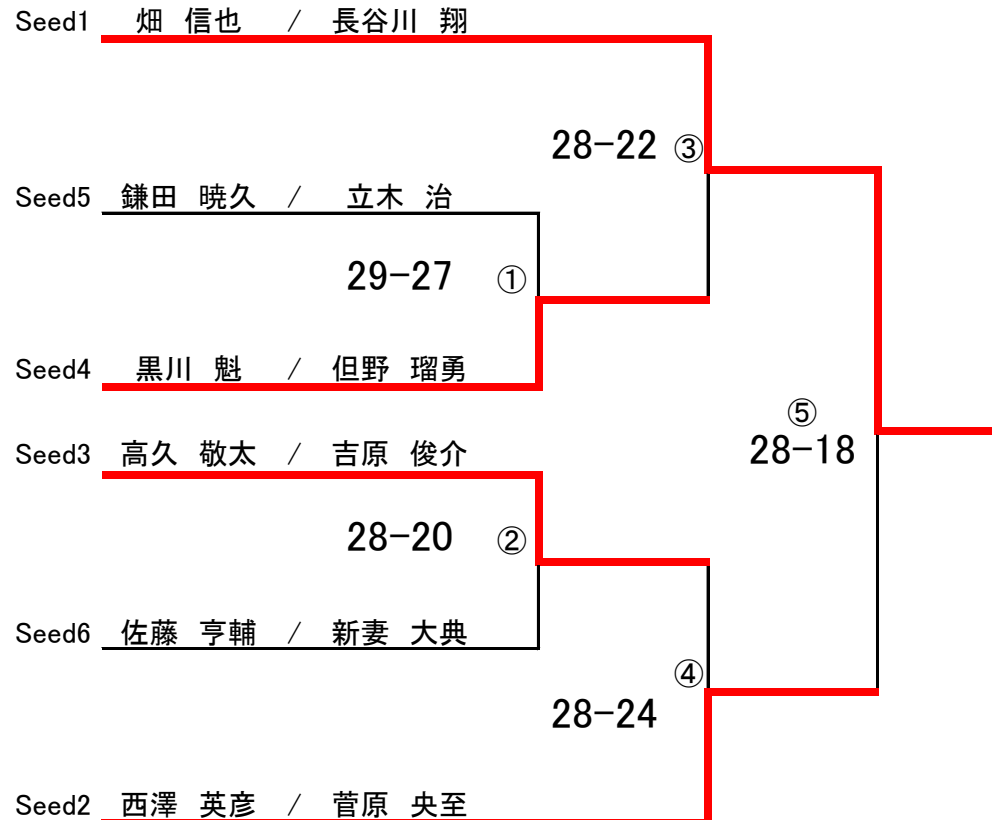 Seed1 畑 信也 / 長谷川 翔
28-22 ③
Seed5 鎌田 暁久 / 立木 治
29-27 ①
Seed4 黒川 魁 / 但野 瑠勇
⑤
28-18
Seed3 高久 敬太 / 吉原 俊介
28-20 ②
Seed6 佐藤 亨輔 / 新妻 大典
④
28-24
Seed2 西澤 英彦 / 菅原 央至